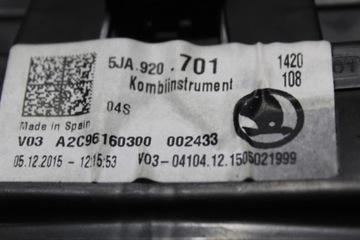 5JA.920.701
1420
Kombiinstrument
108
04S
Made in Spain
V03 A2C96160300 002433
05.12.2015 - 12:15:53 V03-04104.12.1505021999